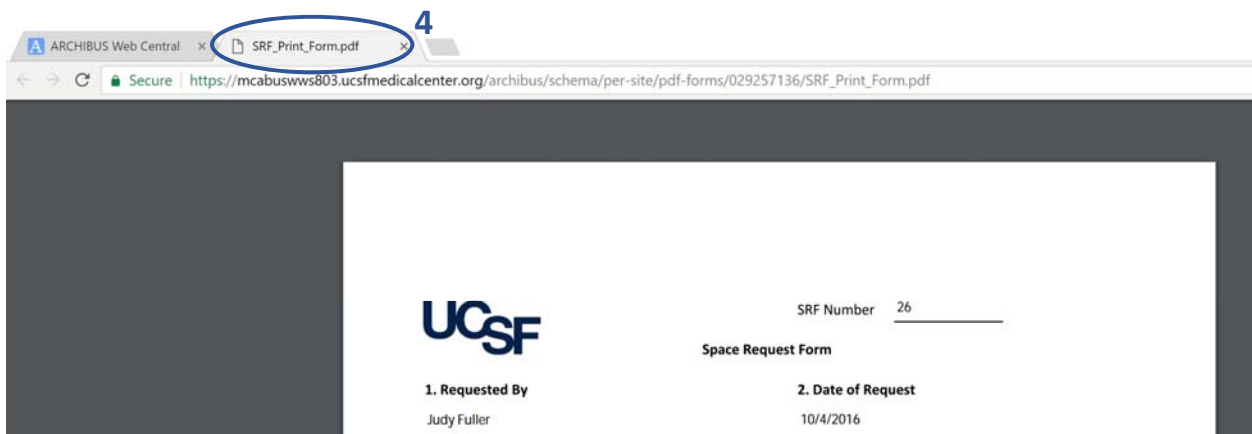 4
A ARCHIBUS Web Central × SRF_Print_Form.pdf ×
Secure | https://mcabuswws803.ucsfmedicalcenter.org/archibus/schema/per-site/pdf-forms/029257136/SRF_Print_Form.pdf
UCSF SRF Number 26
Space Request Form
1. Requested By 2. Date of Request
Judy Fuller 10/4/2016